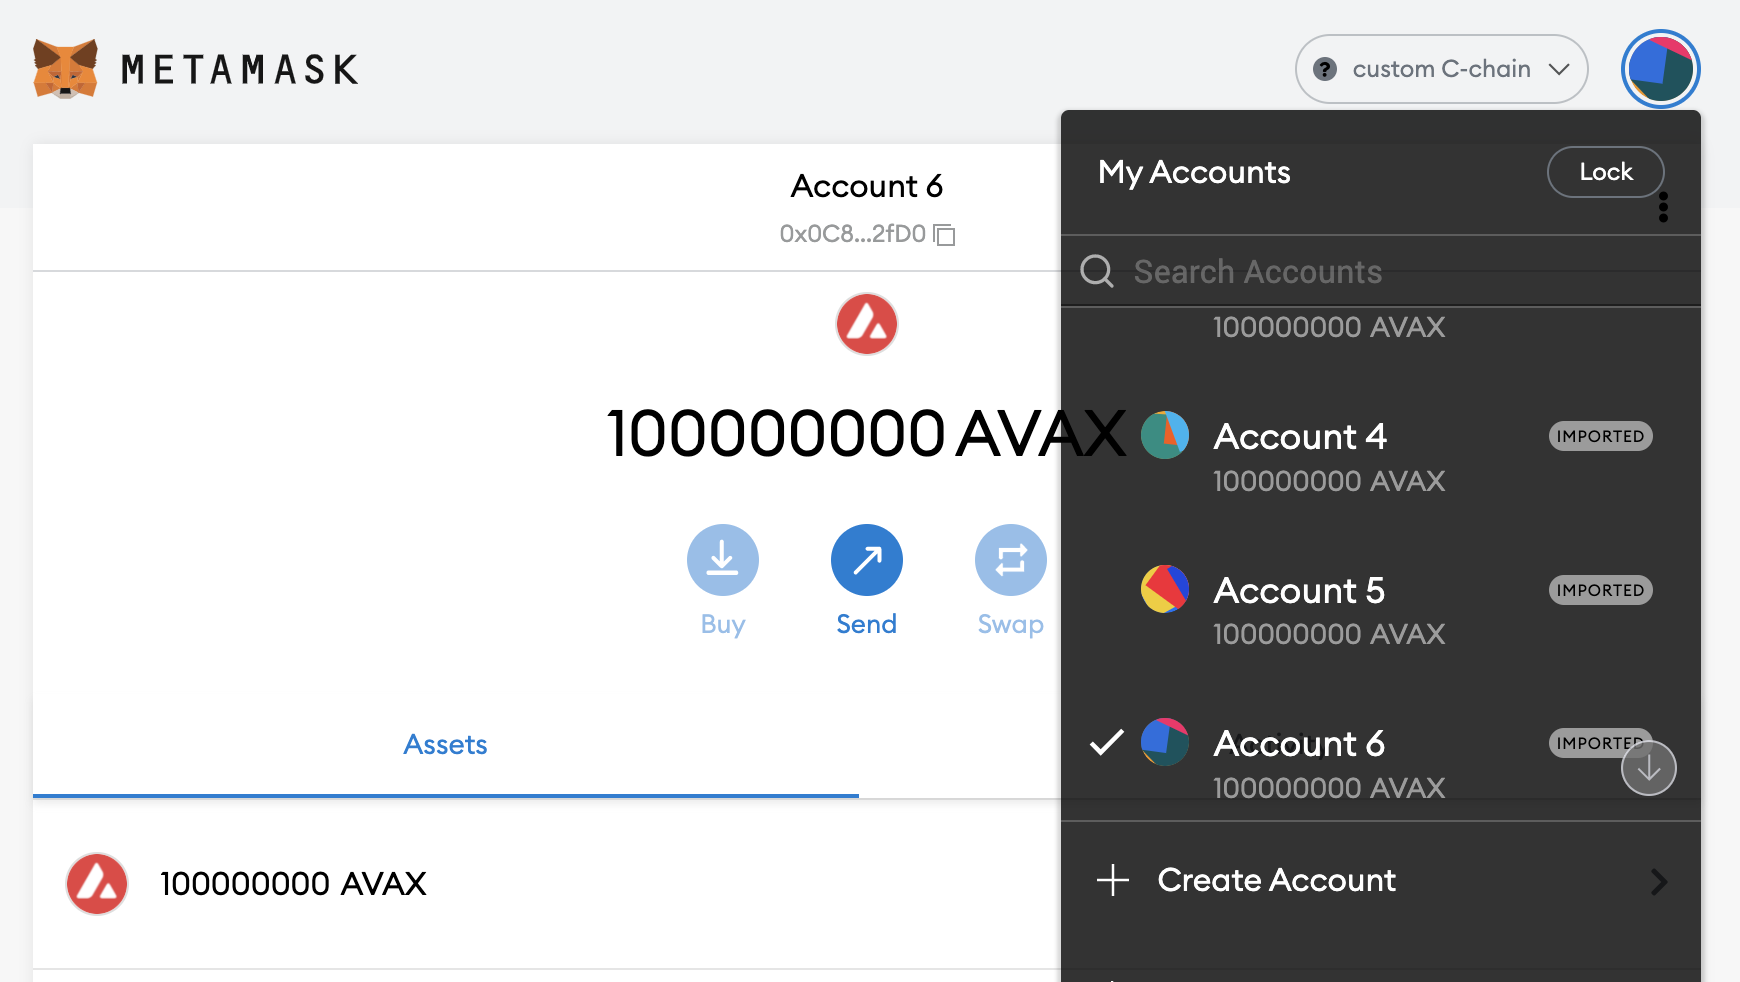 METAMASK
? custom C-chain
Account 6
0x0C8...2fD0
100000000 AVAX
Buy
Send
Swap
Assets
100000000 AVAX
My Accounts
Lock
Search Accounts
100000000 AVAX
Account 4
IMPORTED
100000000 AVAX
Account 5
IMPORTED
100000000 AVAX
Account 6
IMPORTED
100000000 AVAX
Create Account